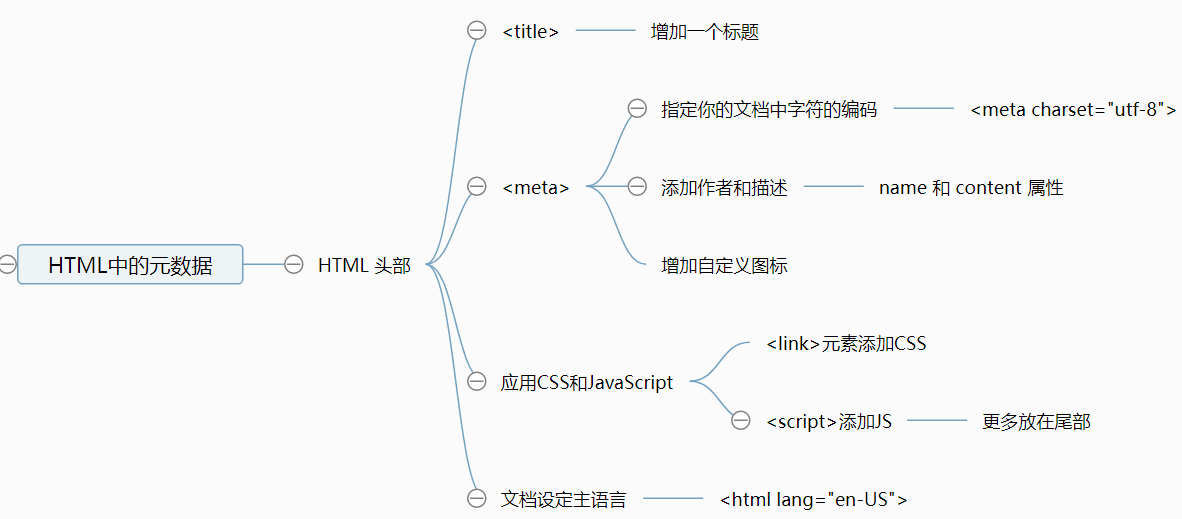 HTML中的元数据
HTML 头部
<title>
增加一个标题
<meta>
指定你的文档中字符的编码
<meta charset="utf-8">
添加作者和描述
name 和 content 属性
增加自定义图标
应用CSS和JavaScript
<link>元素添加CSS
<script>添加JS
更多放在尾部
文档设定主语言
<html lang="en-US">